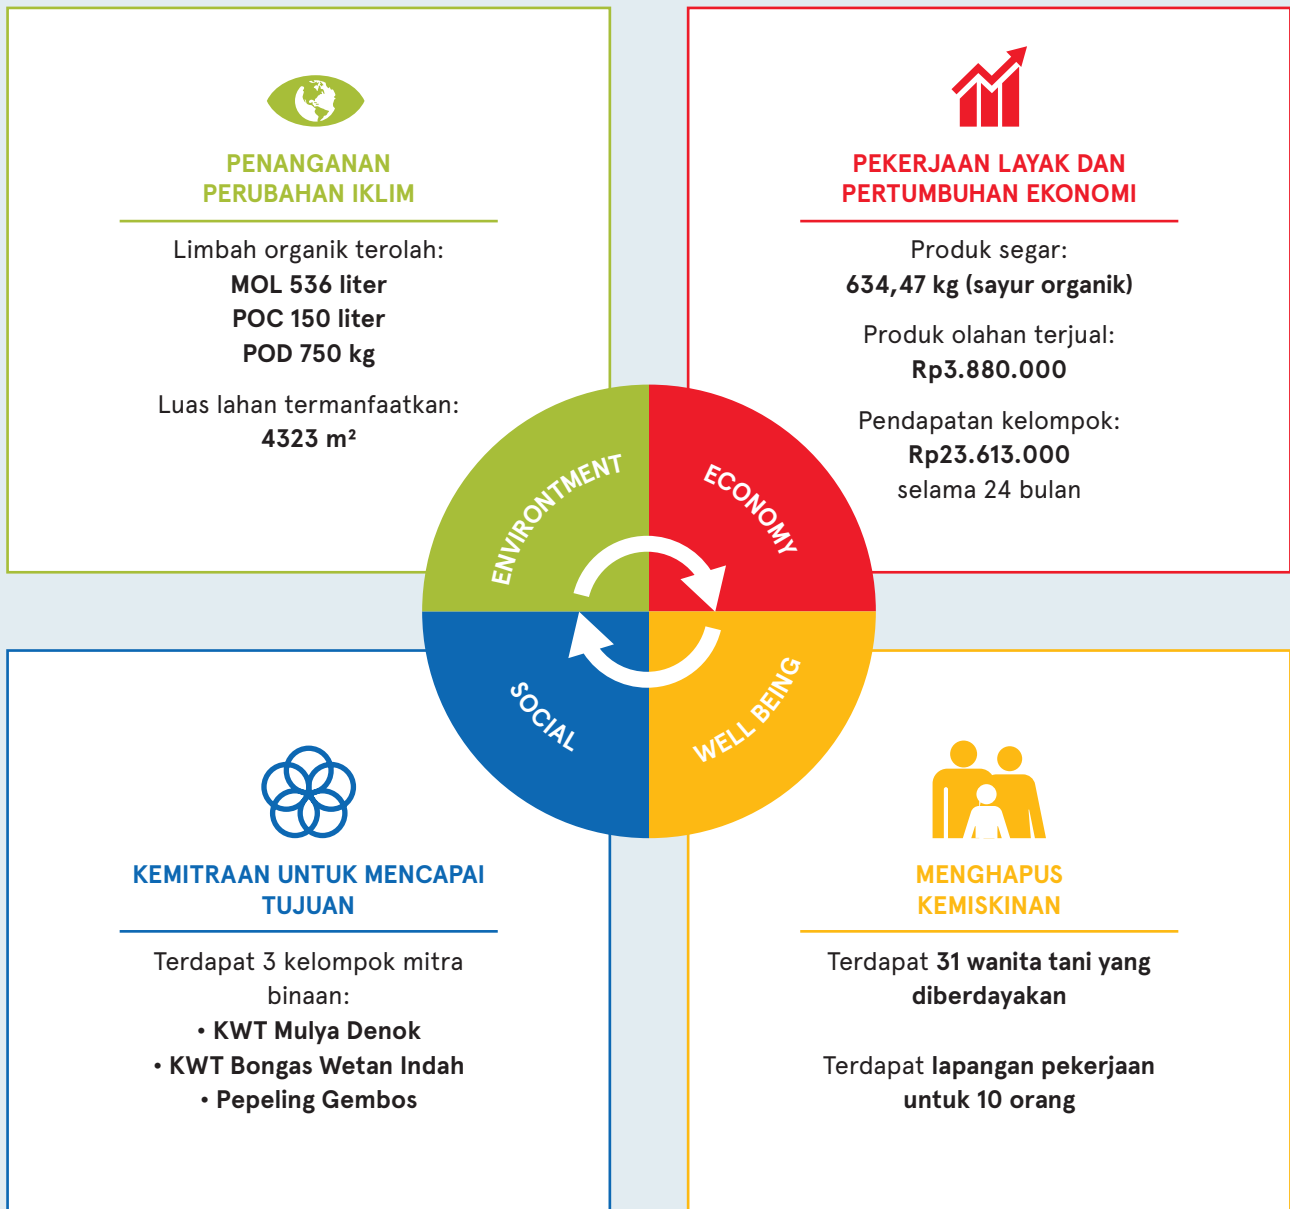 PENANGANAN
PERUBAHAN IKLIM
Limbah organik terolah:
MOL 536 liter
POC 150 liter
POD 750 kg
Luas lahan termanfaatkan:
4323 m²
PEKERJAAN LAYAK DAN
PERTUMBUHAN EKONOMI
Produk segar:
634,47 kg (sayur organik)
Produk olahan terjual:
Rp3.880.000
Pendapatan kelompok:
Rp23.613.000
selama 24 bulan
ENVIRONTMENT
ECONOMY
SOCIAL
WELL BEING
KEMITRAAN UNTUK MENCAPAI
TUJUAN
Terdapat 3 kelompok mitra
binaan:
• KWT Mulya Denok
• KWT Bongas Wetan Indah
• Pepeling Gembos
MENGHAPUS
KEMISKINAN
Terdapat 31 wanita tani yang
diberdayakan
Terdapat lapangan pekerjaan
untuk 10 orang